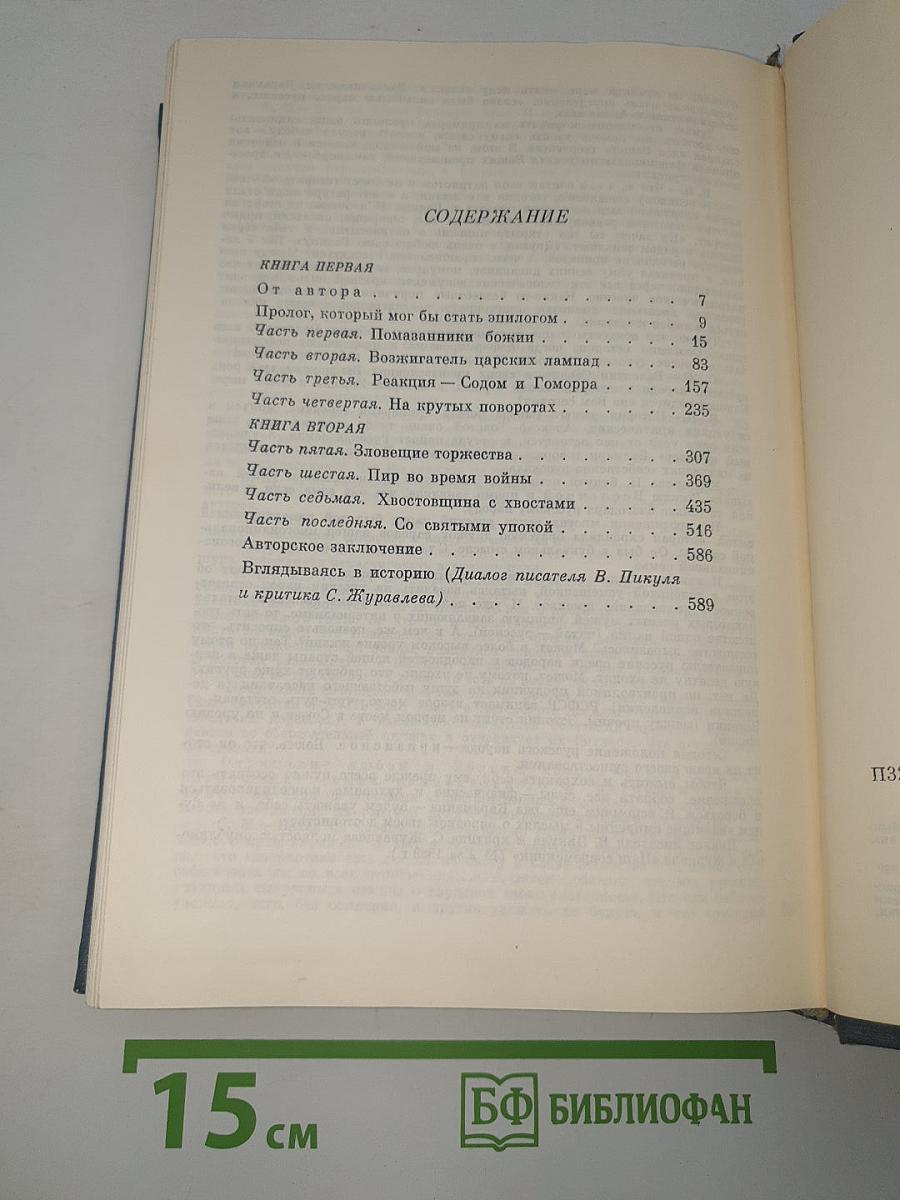 СОДЕРЖАНИЕ
КНИГА ПЕРВАЯ
От автора . . . . . . . . . . . . . . 7
Пролог, который мог бы стать эпилогом . . . . . 9
Часть первая. Помазанники божии . . . . . . 15
Часть вторая. Возжигатель царских лампад . . . . 83
Часть третья. Реакция — Содом и Гоморра . . . . 157
Часть четвертая. На крутых поворотах . . . . . . 235
КНИГА ВТОРАЯ
Часть пятая. Зловещие торжества . . . . . . . 307
Часть шестая. Пир во время войны . . . . . . 369
Часть седьмая. Хвостовщина с хвостами . . . . . 435
Часть последняя. Со святыми упокой . . . . . . 516
Авторское заключение . . . . . . . . . . . 586
Вглядываясь в историю (Диалог писателя В. Пикуля
и критика С. Журавлева) . . . . . . . . . . 589
П32
15 см
БФ БИБЛИОФАН